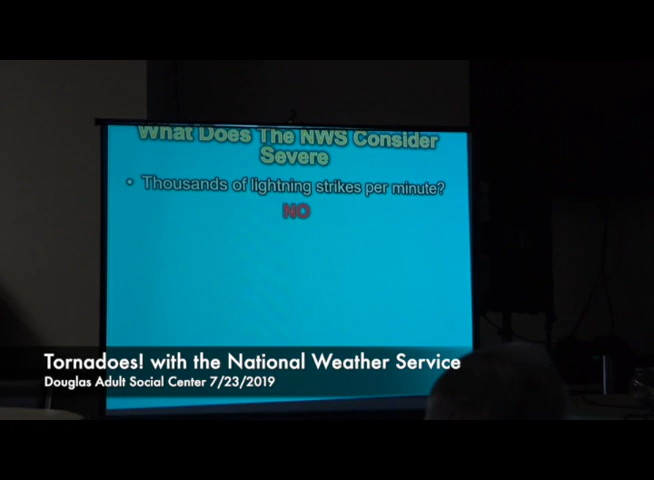 What Does The NWS Consider
Severe
• Thousands of lightning strikes per minute?
NO
Tornadoes! with the National Weather Service
Douglas Adult Social Center 7/23/2019